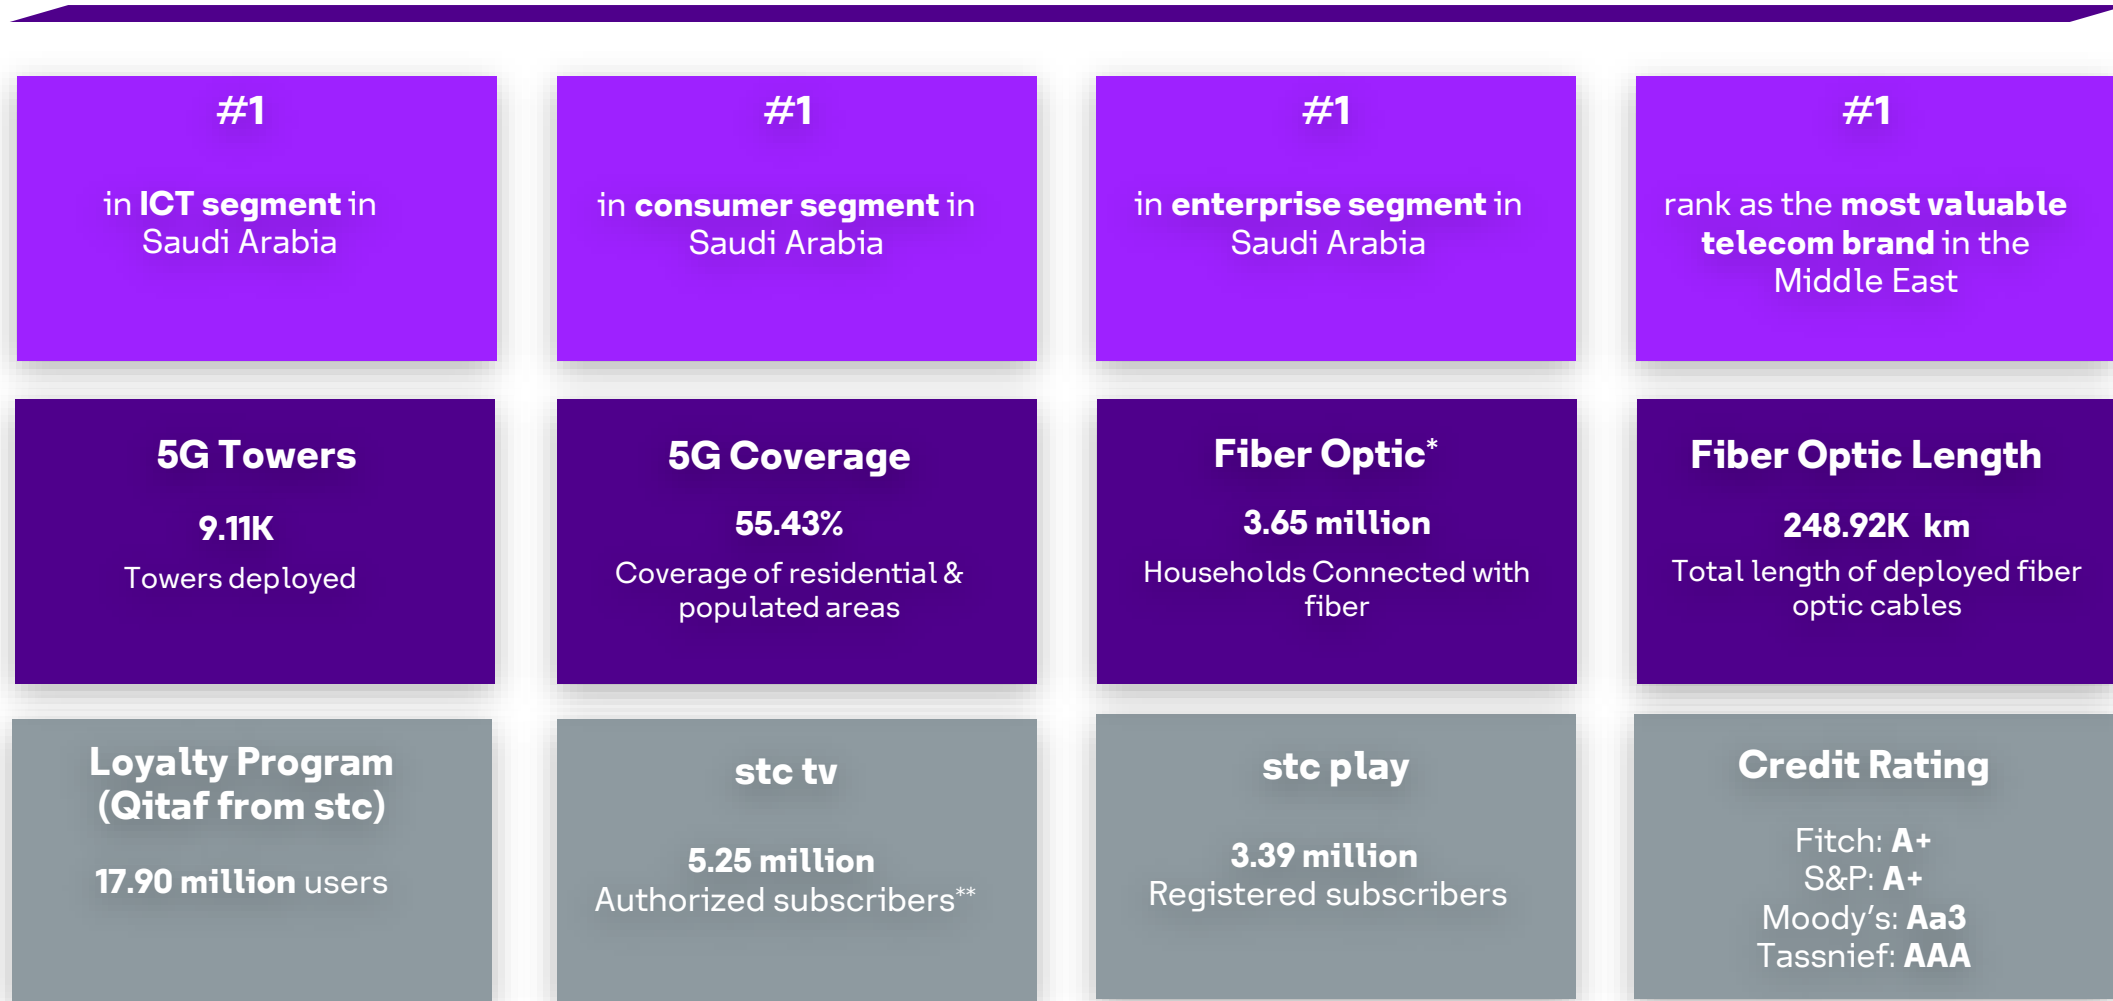 #1
in ICT segment in
Saudi Arabia
#1
in consumer segment in
Saudi Arabia
#1
in enterprise segment in
Saudi Arabia
#1
rank as the most valuable
telecom brand in the
Middle East
5G Towers
9.11K
Towers deployed
5G Coverage
55.43%
Coverage of residential &
populated areas
Fiber Optic*
3.65 million
Households Connected with
fiber
Fiber Optic Length
248.92K km
Total length of deployed fiber
optic cables
Loyalty Program
(Qitaf from stc)
17.90 million users
stc tv
5.25 million
Authorized subscribers**
stc play
3.39 million
Registered subscribers
Credit Rating
Fitch: A+
S&P: A+
Moody’s: Aa3
Tassnief: AAA